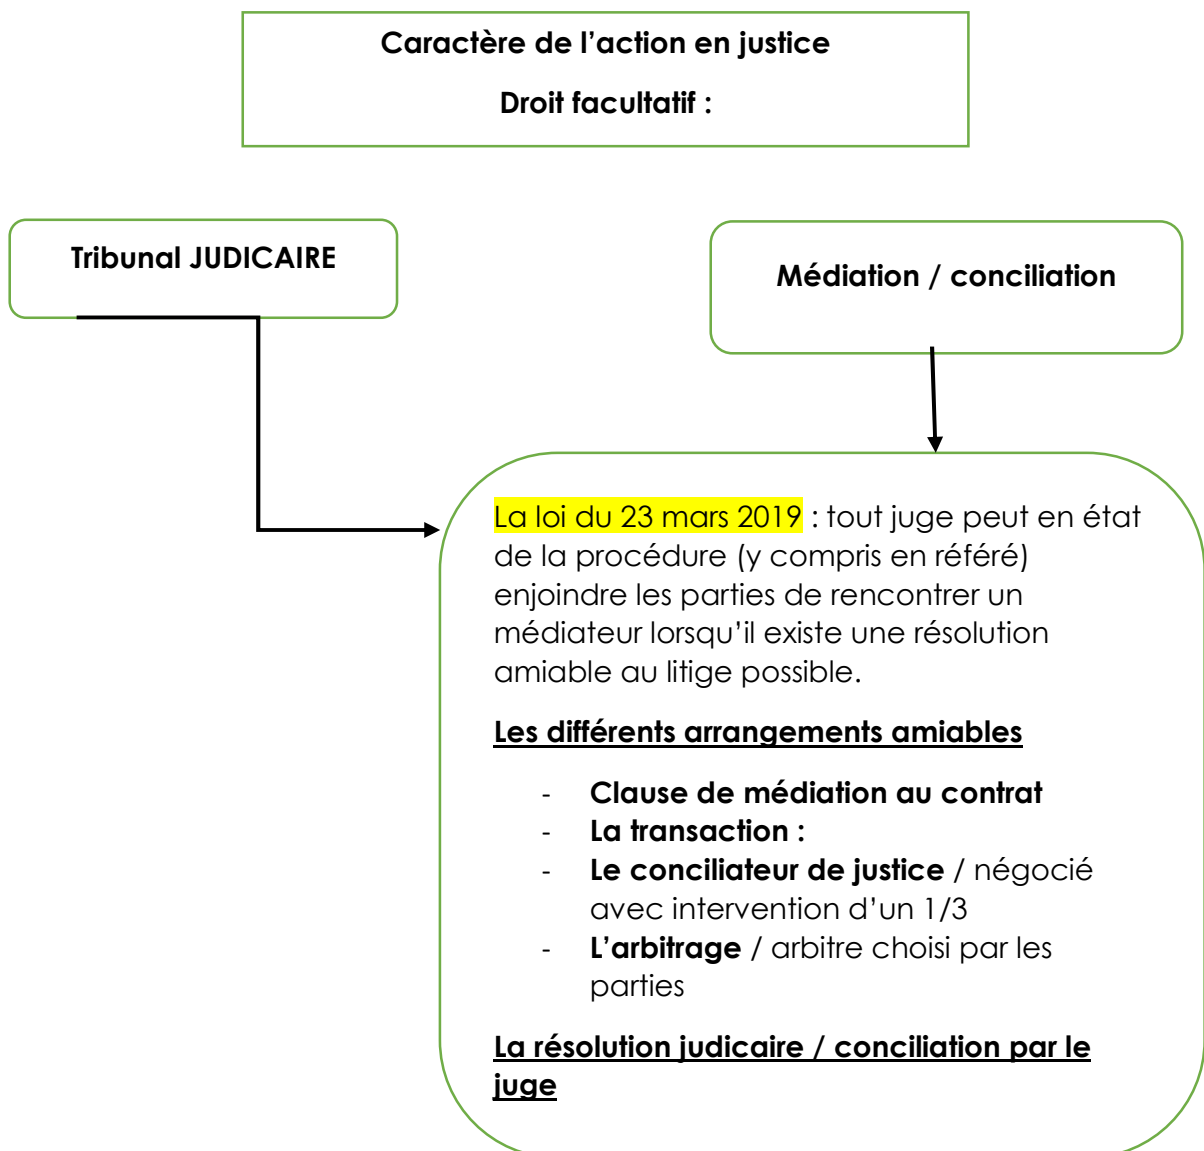 Caractère de l’action en justice
Droit facultatif :
Tribunal JUDICAIRE
Médiation / conciliation
La loi du 23 mars 2019 : tout juge peut en état
de la procédure (y compris en référé)
enjoindre les parties de rencontrer un
médiateur lorsqu’il existe une résolution
amiable au litige possible.
Les différents arrangements amiables
- Clause de médiation au contrat
- La transaction :
- Le conciliateur de justice / négocié
avec intervention d’un 1/3
- L’arbitrage / arbitre choisi par les
parties
La résolution judicaire / conciliation par le
juge